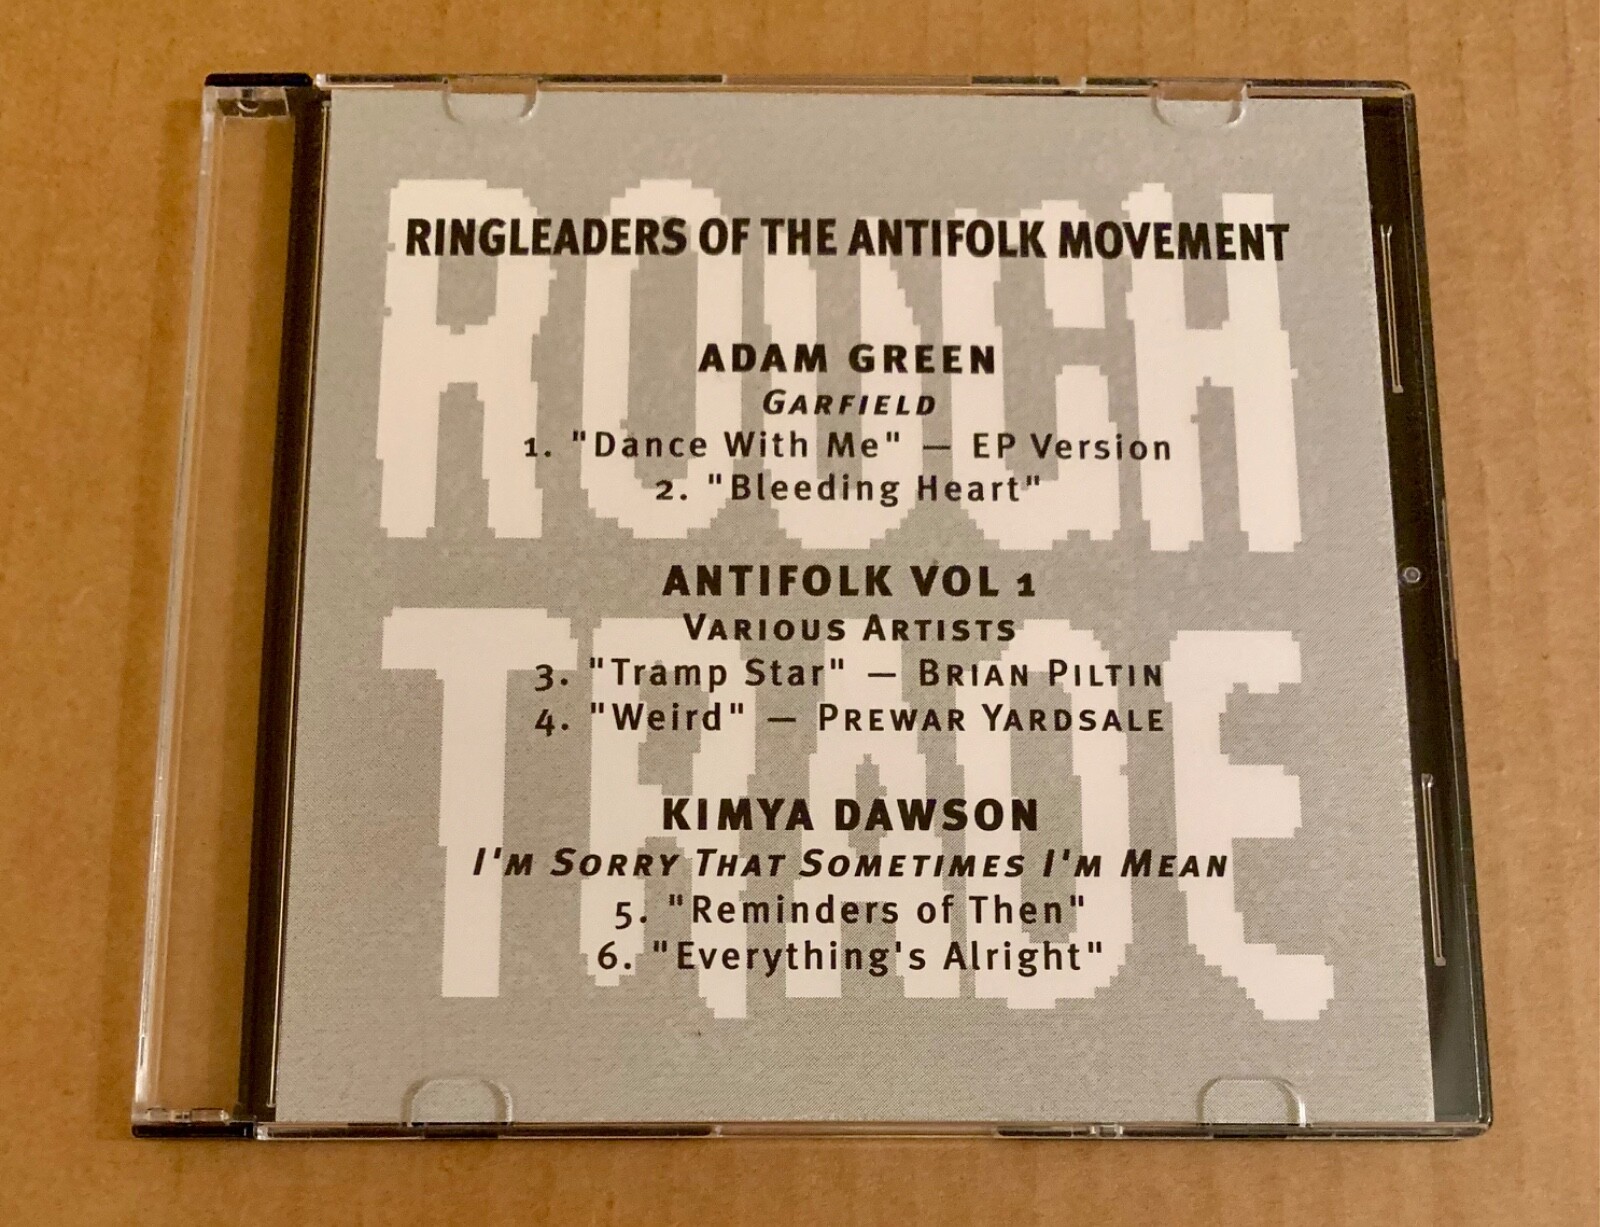 ROUGH
TRADE
RINGLEADERS OF THE ANTIFOLK MOVEMENT
ADAM GREEN
GARFIELD
1. "Dance With Me" — EP Version
2. "Bleeding Heart"
ANTIFOLK VOL 1
VARIOUS ARTISTS
3. "Tramp Star" — BRIAN PILTIN
4. "Weird" — PREWAR YARDSALE
KIMYA DAWSON
I'M SORRY THAT SOMETIMES I'M MEAN
5. "Reminders of Then"
6. "Everything's Alright"